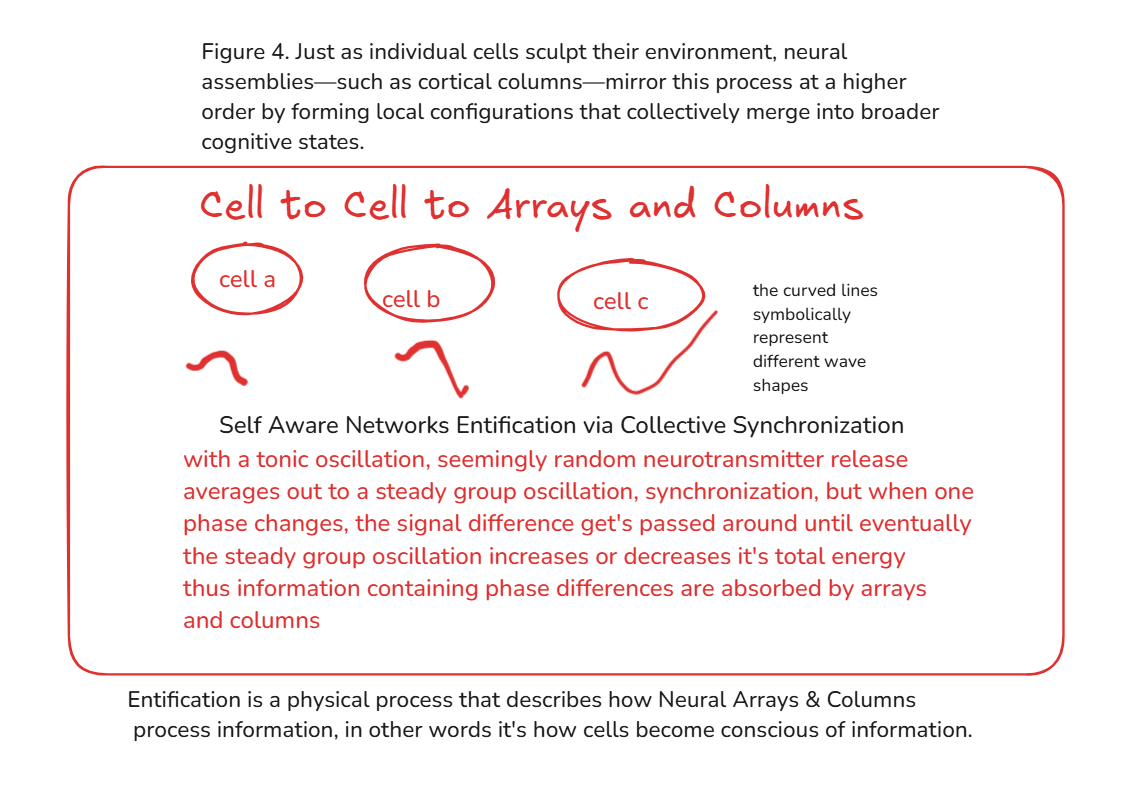 Figure 4. Just as individual cells sculpt their environment, neural
assemblies—such as cortical columns—mirror this process at a higher
order by forming local configurations that collectively merge into broader
cognitive states.
Cell to Cell to Arrays and Columns
cell a
cell b
cell c
the curved lines
symbolically
represent
different wave
shapes
Self Aware Networks Entification via Collective Synchronization
with a tonic oscillation, seemingly random neurotransmitter release
averages out to a steady group oscillation, synchronization, but when one
phase changes, the signal difference get's passed around until eventually
the steady group oscillation increases or decreases it's total energy
thus information containing phase differences are absorbed by arrays
and columns
Entification is a physical process that describes how Neural Arrays & Columns
process information, in other words it's how cells become conscious of information.